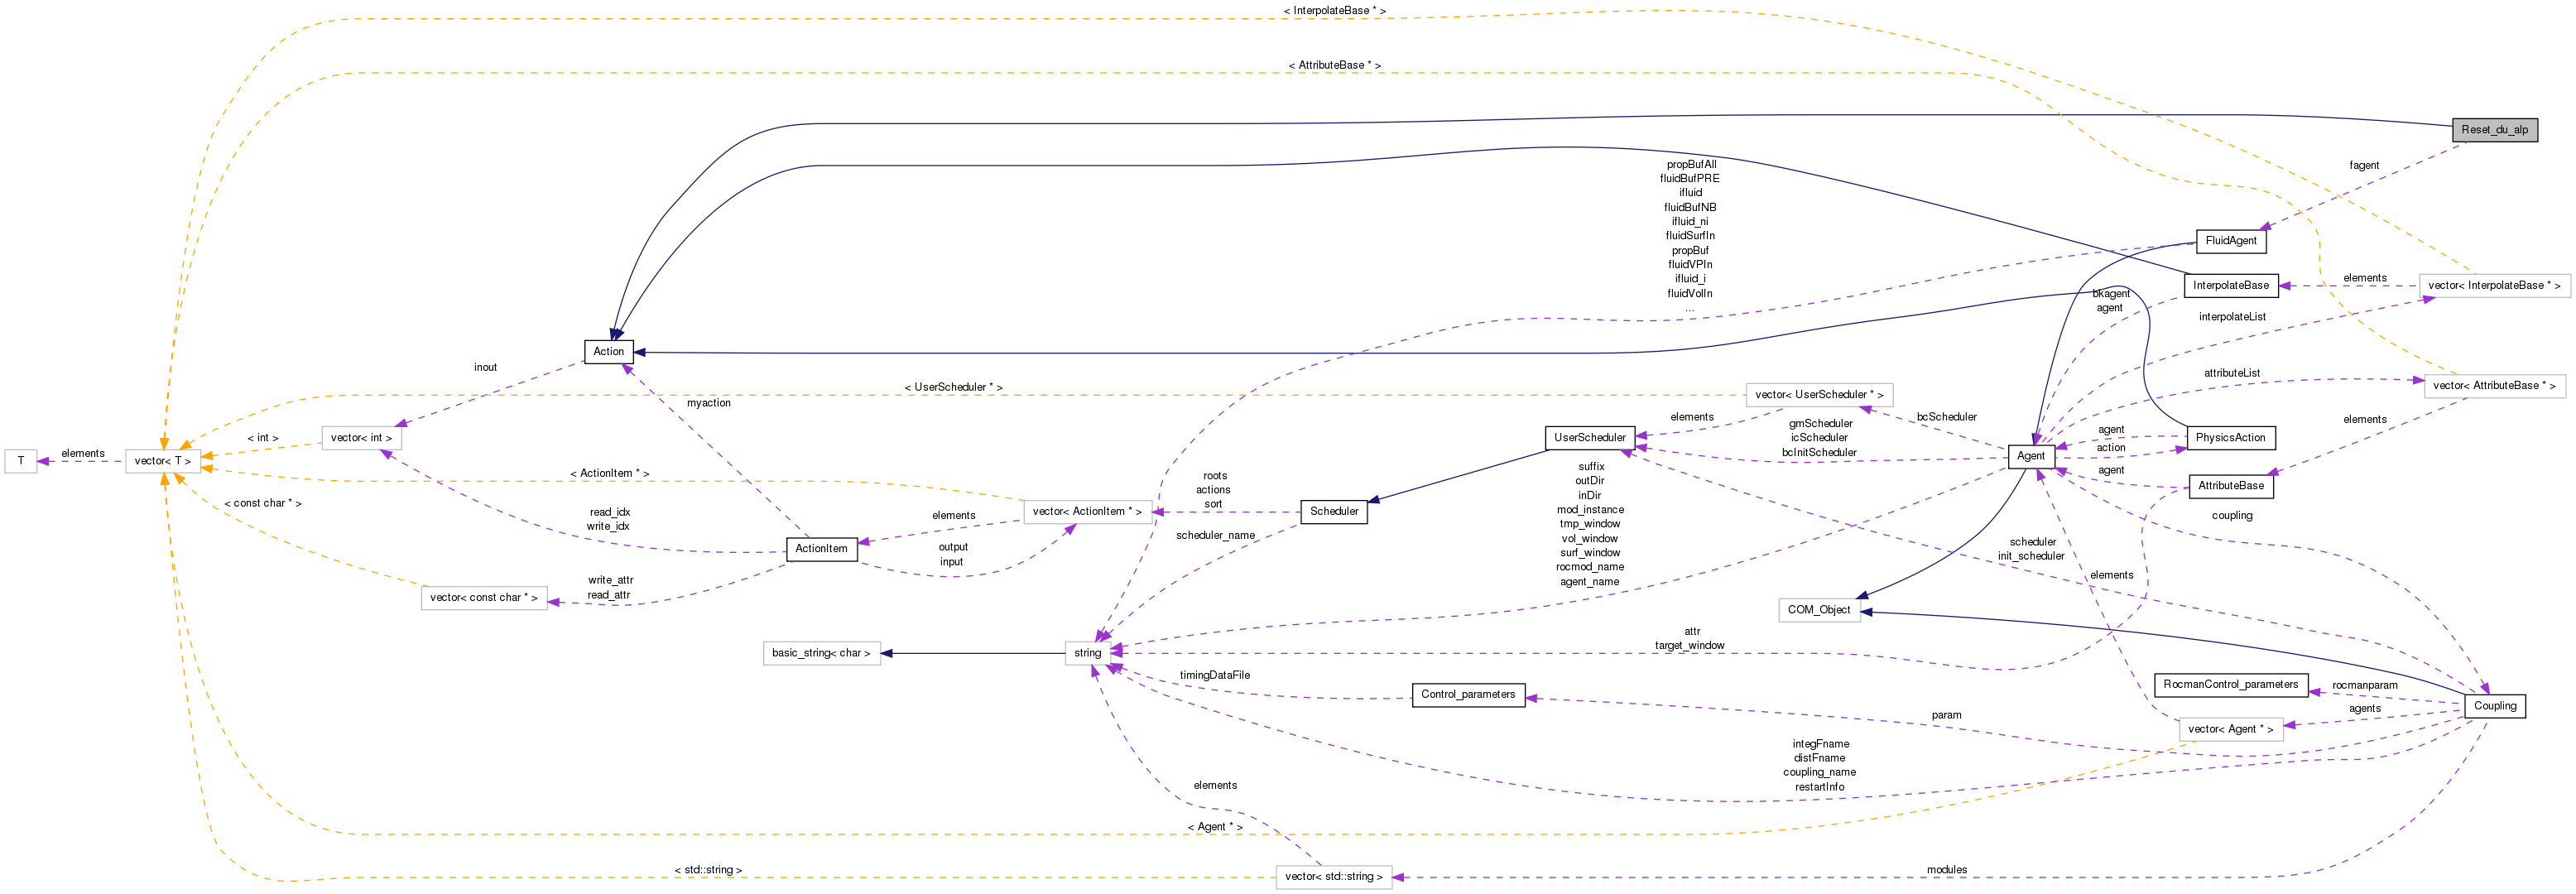 < InterpolateBase * >
< AttributeBase * >
Reset_du_alp
fagent
propBufAll
fluidBufPRE
ifluid
fluidBufNB
ifluid_ni
fluidSurfIn
propBuf
fluidVPIn
ifluid_i
fluidVolIn
...
FluidAgent
InterpolateBase
elements
vector< InterpolateBase * >
bkagent
agent
interpolateList
Action
inout
myaction
< UserScheduler * >
vector< UserScheduler * >
attributeList
vector< AttributeBase * >
elements
bcScheduler
elements
gmScheduler
icScheduler
bcInitScheduler
UserScheduler
agent
action
PhysicsAction
Agent
agent
AttributeBase
T
elements
vector< T >
< int >
vector< int >
< ActionItem * >
< const char * >
read_idx
write_idx
ActionItem
elements
output
input
vector< ActionItem * >
roots
actions
sort
Scheduler
scheduler_name
suffix
outDir
inDir
mod_instance
tmp_window
vol_window
surf_window
rocmod_name
agent_name
coupling
scheduler
init_scheduler
elements
write_attr
read_attr
vector< const char * >
COM_Object
basic_string< char >
string
attr
target_window
timingDataFile
Control_parameters
RocmanControl_parameters
rocmanparam
agents
Coupling
vector< Agent * >
param
integFname
distFname
coupling_name
restartInfo
elements
< Agent * >
< std::string >
vector< std::string >
modules